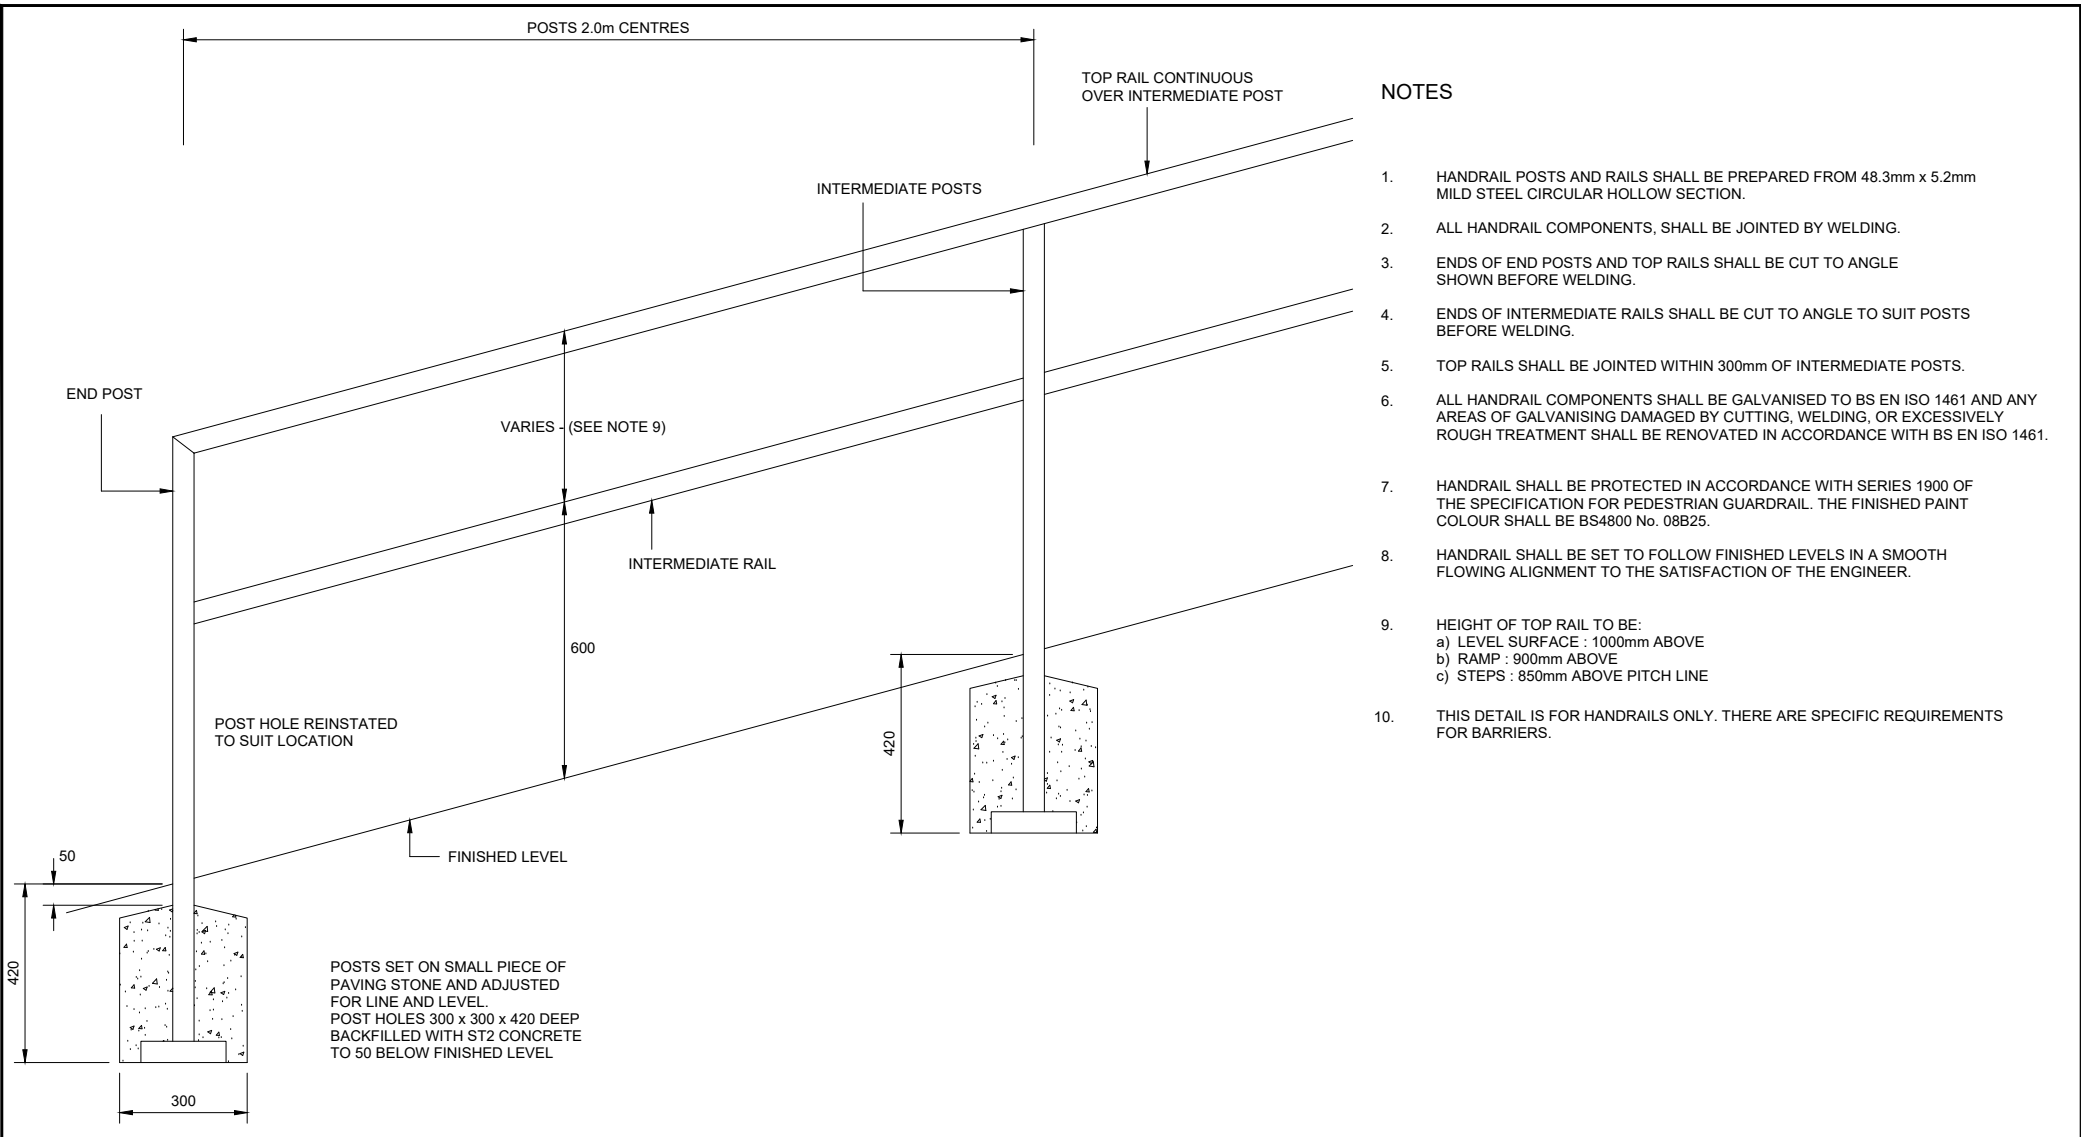 POSTS 2.0m CENTRES
TOP RAIL CONTINUOUS
OVER INTERMEDIATE POST
INTERMEDIATE POSTS
END POST
VARIES - (SEE NOTE 9)
INTERMEDIATE RAIL
600
POST HOLE REINSTATED
TO SUIT LOCATION
420
50
FINISHED LEVEL
420
POSTS SET ON SMALL PIECE OF
PAVING STONE AND ADJUSTED
FOR LINE AND LEVEL.
POST HOLES 300 x 300 x 420 DEEP
BACKFILLED WITH ST2 CONCRETE
TO 50 BELOW FINISHED LEVEL
300
NOTES
1. HANDRAIL POSTS AND RAILS SHALL BE PREPARED FROM 48.3mm x 5.2mm
MILD STEEL CIRCULAR HOLLOW SECTION.
2. ALL HANDRAIL COMPONENTS, SHALL BE JOINTED BY WELDING.
3. ENDS OF END POSTS AND TOP RAILS SHALL BE CUT TO ANGLE
SHOWN BEFORE WELDING.
4. ENDS OF INTERMEDIATE RAILS SHALL BE CUT TO ANGLE TO SUIT POSTS
BEFORE WELDING.
5. TOP RAILS SHALL BE JOINTED WITHIN 300mm OF INTERMEDIATE POSTS.
6. ALL HANDRAIL COMPONENTS SHALL BE GALVANISED TO BS EN ISO 1461 AND ANY
AREAS OF GALVANISING DAMAGED BY CUTTING, WELDING, OR EXCESSIVELY
ROUGH TREATMENT SHALL BE RENOVATED IN ACCORDANCE WITH BS EN ISO 1461.
7. HANDRAIL SHALL BE PROTECTED IN ACCORDANCE WITH SERIES 1900 OF
THE SPECIFICATION FOR PEDESTRIAN GUARDRAIL. THE FINISHED PAINT
COLOUR SHALL BE BS4800 No. 08B25.
8. HANDRAIL SHALL BE SET TO FOLLOW FINISHED LEVELS IN A SMOOTH
FLOWING ALIGNMENT TO THE SATISFACTION OF THE ENGINEER.
9. HEIGHT OF TOP RAIL TO BE:
a) LEVEL SURFACE : 1000mm ABOVE
b) RAMP : 900mm ABOVE
c) STEPS : 850mm ABOVE PITCH LINE
10. THIS DETAIL IS FOR HANDRAILS ONLY. THERE ARE SPECIFIC REQUIREMENTS
FOR BARRIERS.